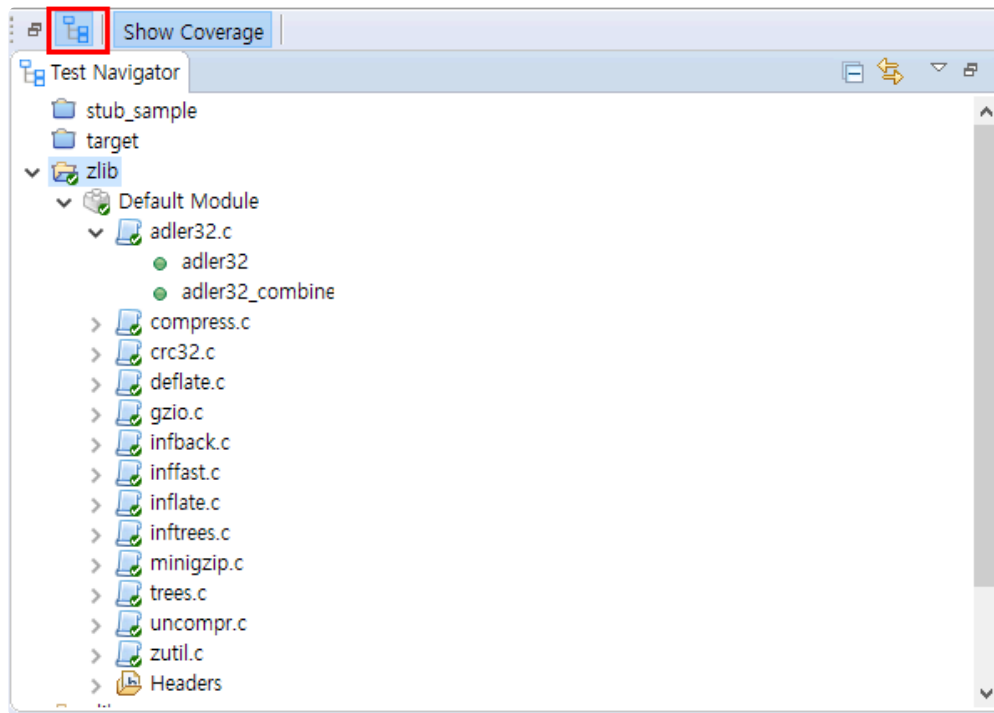 Show Coverage
Test Navigator
stub_sample
target
zlib
Default Module
adler32.c
adler32
adler32_combine
compress.c
crc32.c
deflate.c
gzio.c
infback.c
inffast.c
inflate.c
inftrees.c
minigzip.c
trees.c
uncompr.c
zutil.c
Headers